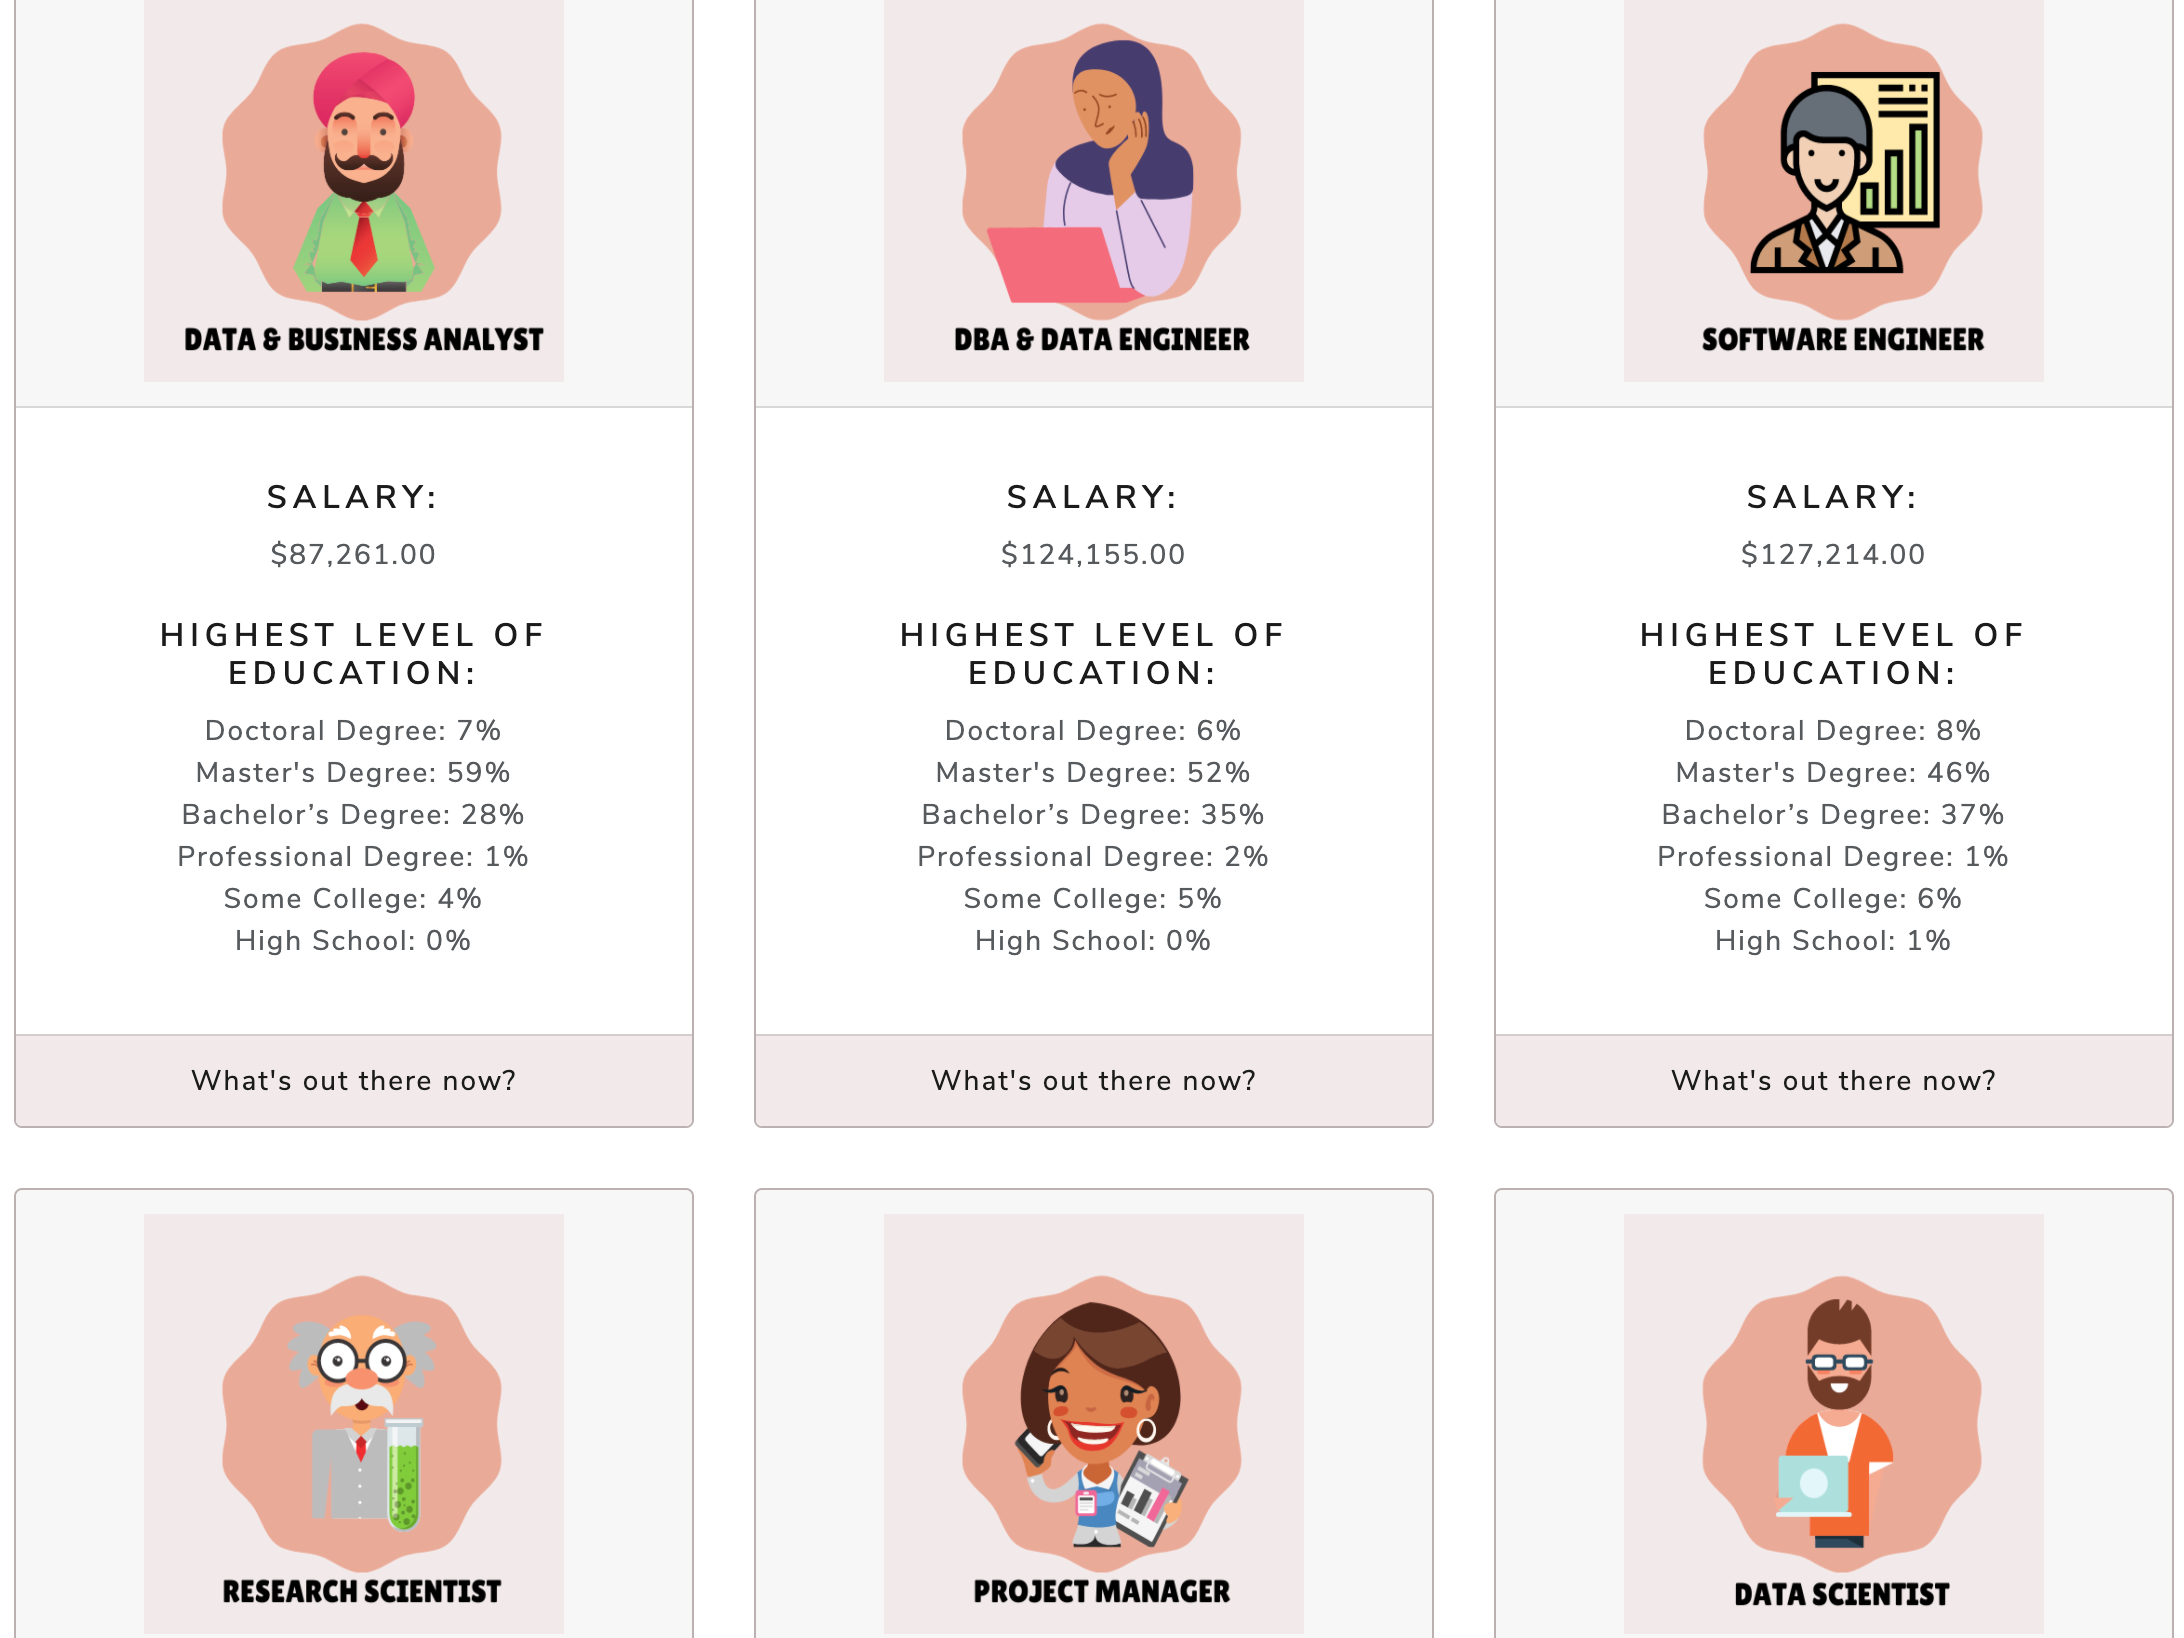 DATA & BUSINESS ANALYST
SALARY:
$87,261.00
HIGHEST LEVEL OF
EDUCATION:
Doctoral Degree: 7%
Master's Degree: 59%
Bachelor’s Degree: 28%
Professional Degree: 1%
Some College: 4%
High School: 0%
What's out there now?
DBA & DATA ENGINEER
SALARY:
$124,155.00
HIGHEST LEVEL OF
EDUCATION:
Doctoral Degree: 6%
Master's Degree: 52%
Bachelor’s Degree: 35%
Professional Degree: 2%
Some College: 5%
High School: 0%
What's out there now?
SOFTWARE ENGINEER
SALARY:
$127,214.00
HIGHEST LEVEL OF
EDUCATION:
Doctoral Degree: 8%
Master's Degree: 46%
Bachelor’s Degree: 37%
Professional Degree: 1%
Some College: 6%
High School: 1%
What's out there now?
RESEARCH SCIENTIST
PROJECT MANAGER
DATA SCIENTIST